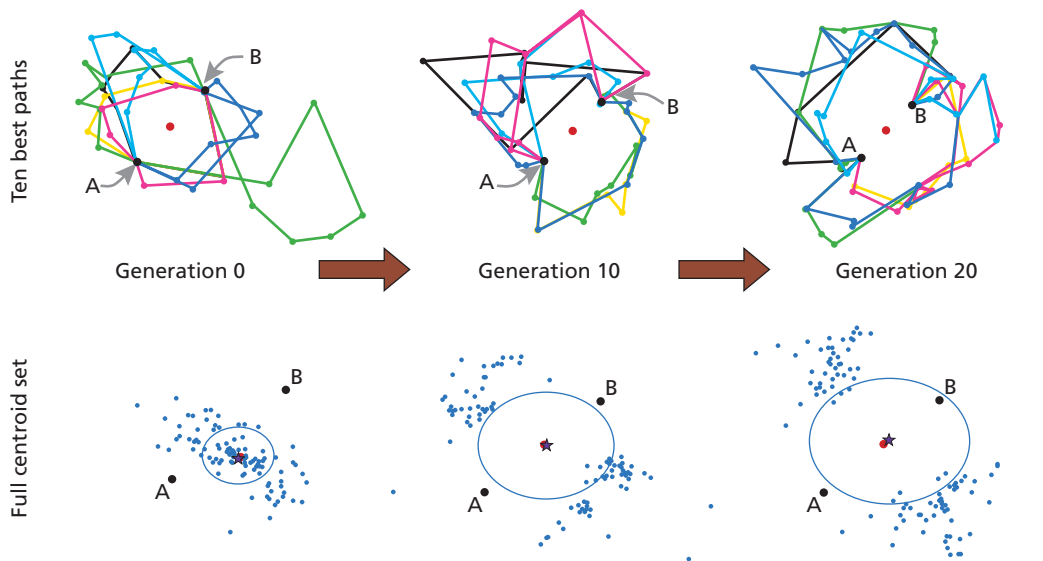 Ten best paths
B
A
B
A
A
B
Generation 0
Generation 10
Generation 20
Full centroid set
B
A
B
A
B
A